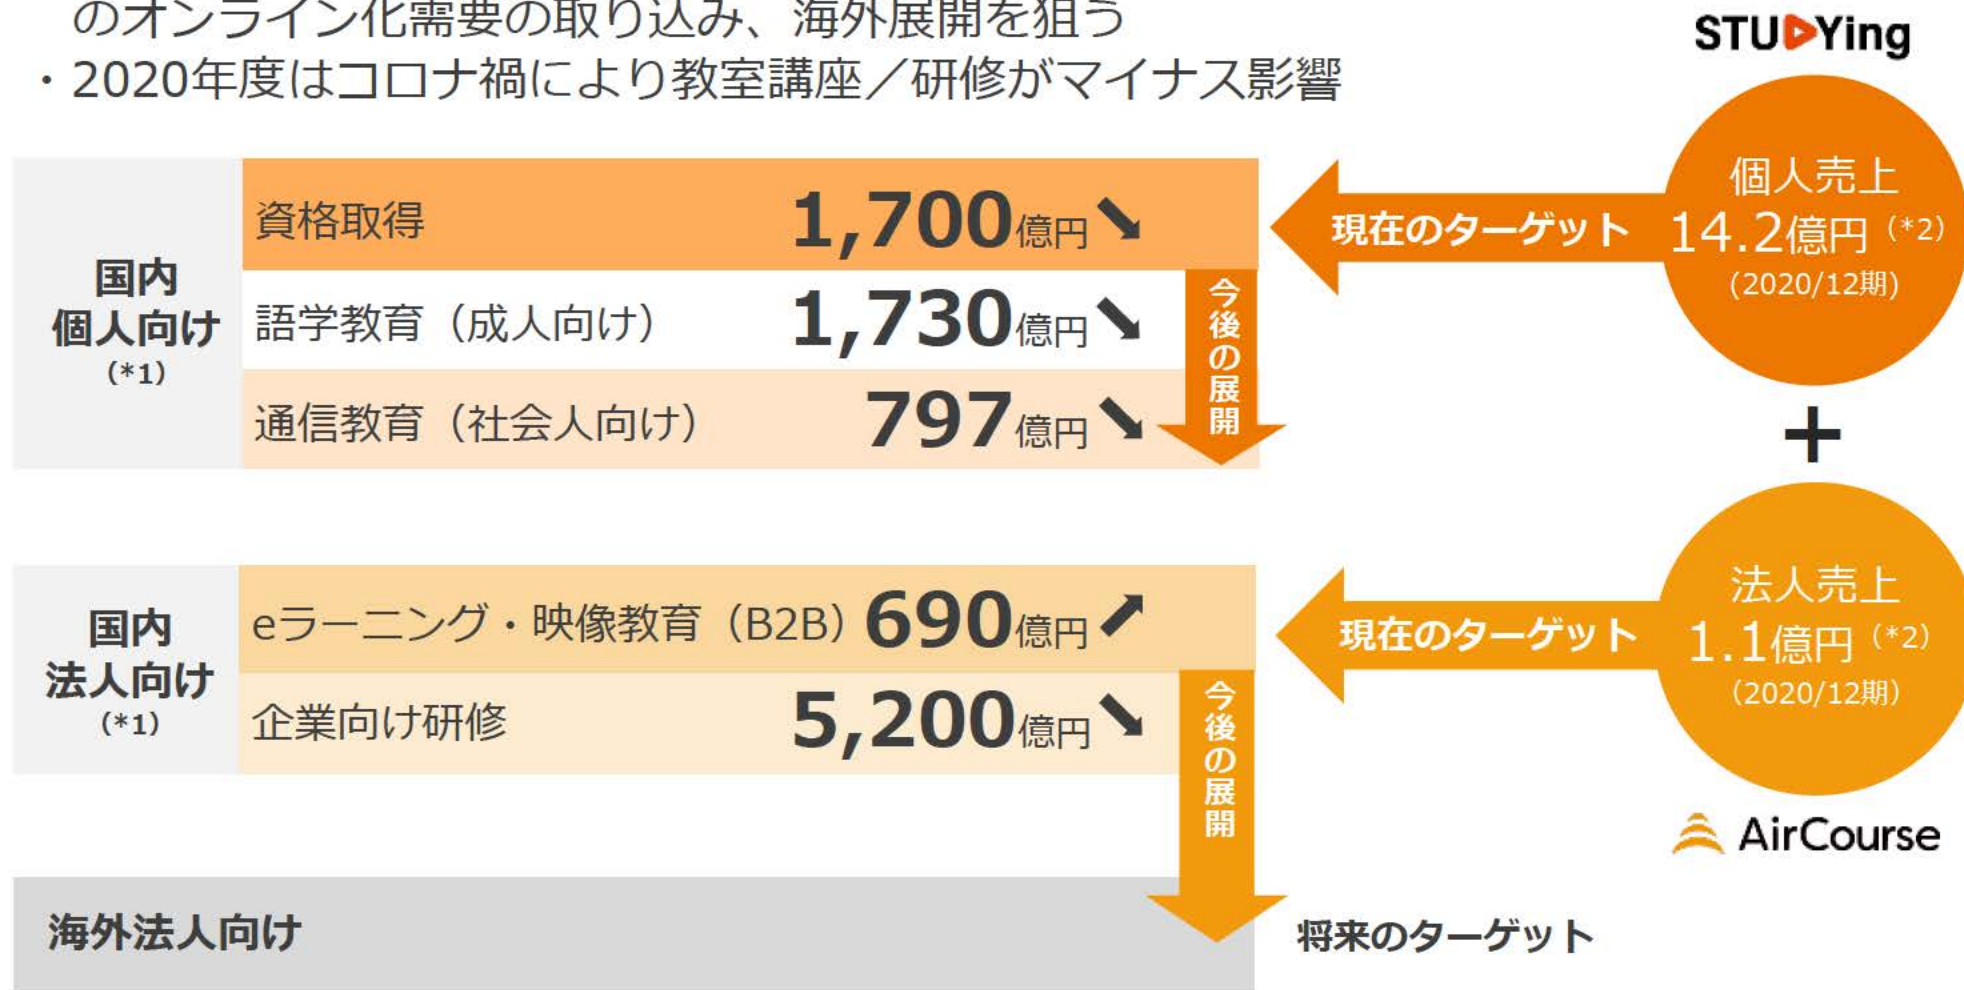 のオンライン化需要の取り込み、海外展開を狙う
・2020年度はコロナ禍により教室講座／研修がマイナス影響
STUDYing
国内
個人向け
（*1）
資格取得 1,700億円
語学教育（成人向け） 1,730億円
通信教育（社会人向け） 797億円
今後の展開
現在のターゲット
個人売上
14.2億円（*2）
(2020/12期)
+
国内
法人向け
（*1）
eラーニング・映像教育（B2B） 690億円
企業向け研修 5,200億円
今後の展開
現在のターゲット
法人売上
1.1億円（*2）
（2020/12期）
AirCourse
海外法人向け
将来のターゲット